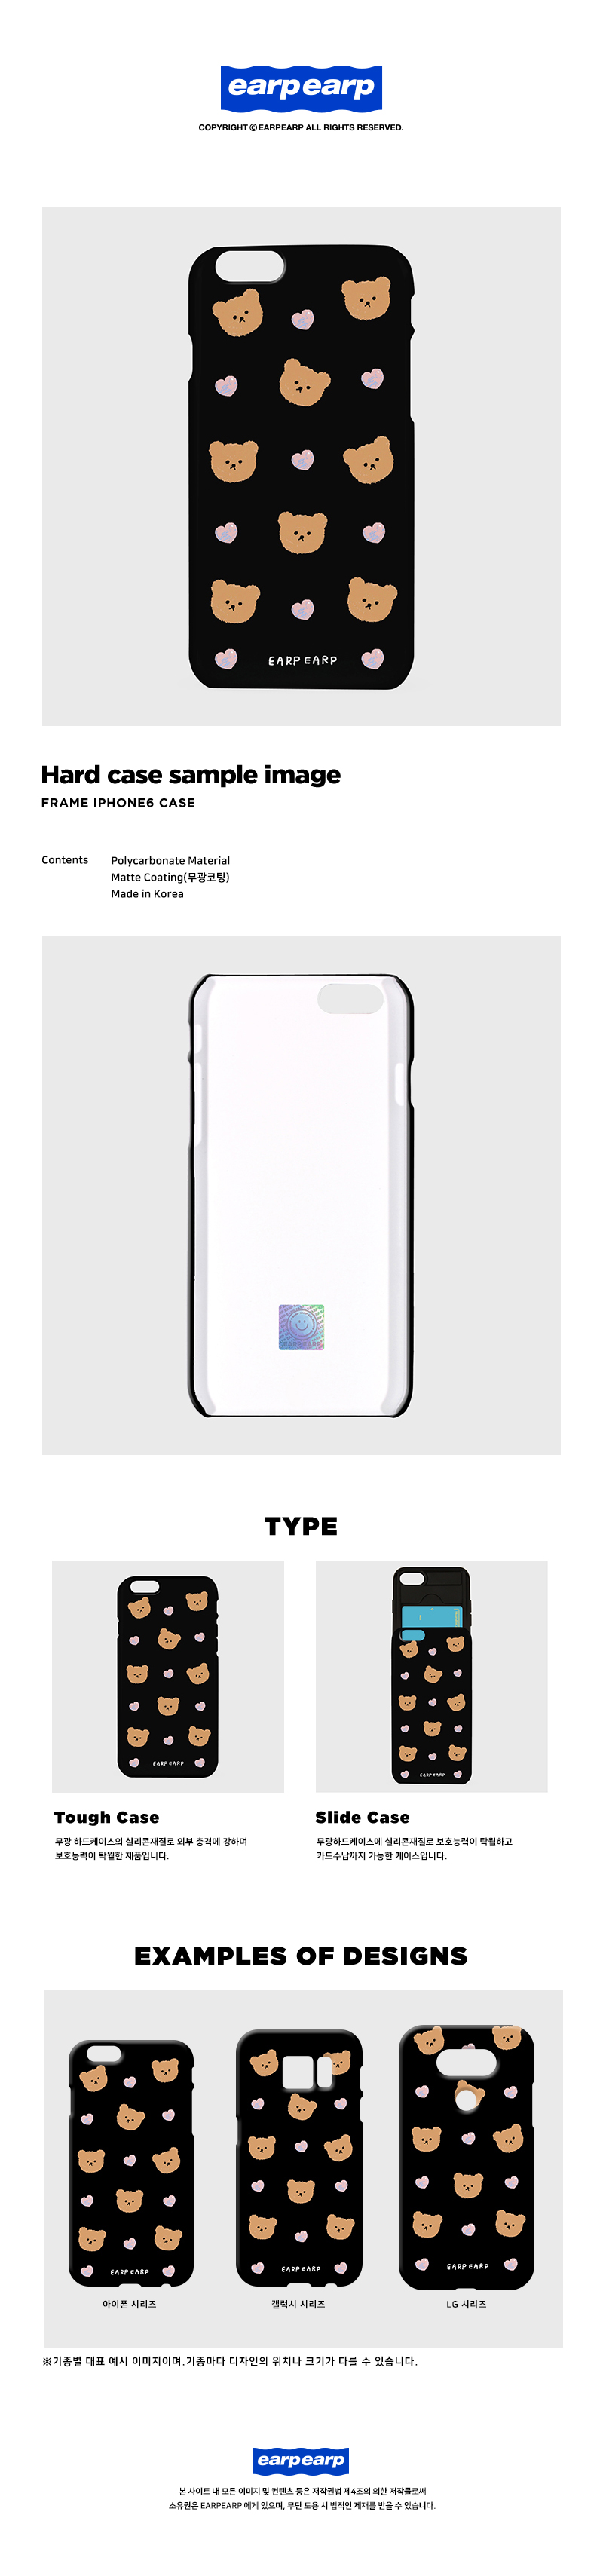 earp earp
COPYRIGHT © EARPEARP ALL RIGHTS RESERVED.
EARP EARP
Hard case sample image
FRAME IPHONE6 CASE
Contents
Polycarbonate Material
Matte Coating(무광코팅)
Made in Korea
EARP EARP
TYPE
EARP EARP
EARP EARP
Tough Case
무광 하드케이스의 실리콘재질로 외부 충격에 강하며
보호능력이 탁월한 제품입니다.
Slide Case
무광하드케이스에 실리콘재질로 보호능력이 탁월하고
카드수납까지 가능한 케이스입니다.
EXAMPLES OF DESIGNS
EARP EARP
EARP EARP
EARP EARP
아이폰 시리즈
갤럭시 시리즈
LG 시리즈
※기종별 대표 예시 이미지이며.기종마다 디자인의 위치나 크기가 다를 수 있습니다.
earp earp
본 사이트 내 모든 이미지 및 컨텐츠 등은 저작권법 제4조의 의한 저작물로써
소유권은 EARPEARP 에게 있으며, 무단 도용 시 법적인 제재를 받을 수 있습니다.